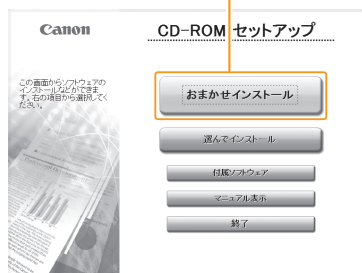 Canon
CD-ROM セットアップ
この画面からソフトウェアの
インストールなどができま
す。右の項目から選択してく
ださい。
おまかせインストール
選んでインストール
付属ソフトウェア
マニュアル表示
終了